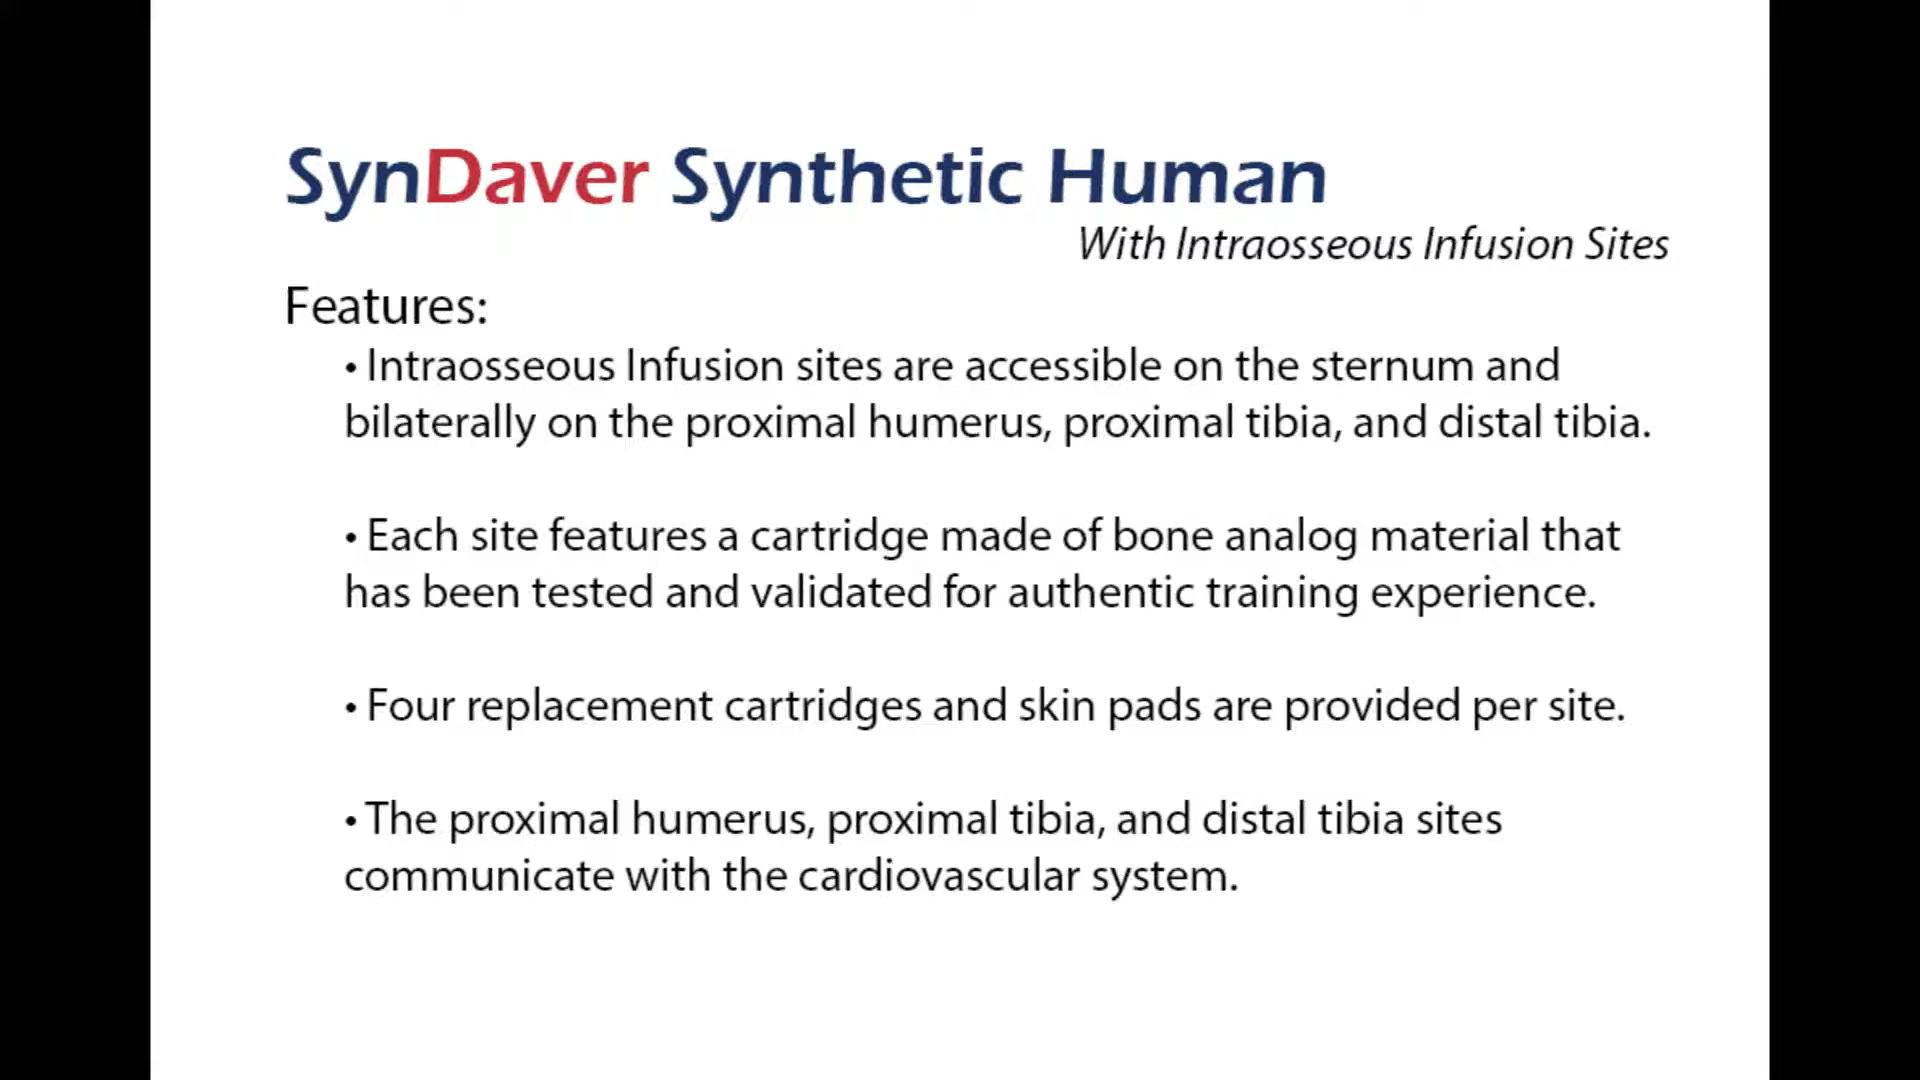 SynDaver Synthetic Human
With Intraosseous Infusion Sites
Features:
• Intraosseous Infusion sites are accessible on the sternum and
bilaterally on the proximal humerus, proximal tibia, and distal tibia.
• Each site features a cartridge made of bone analog material that
has been tested and validated for authentic training experience.
• Four replacement cartridges and skin pads are provided per site.
• The proximal humerus, proximal tibia, and distal tibia sites
communicate with the cardiovascular system.